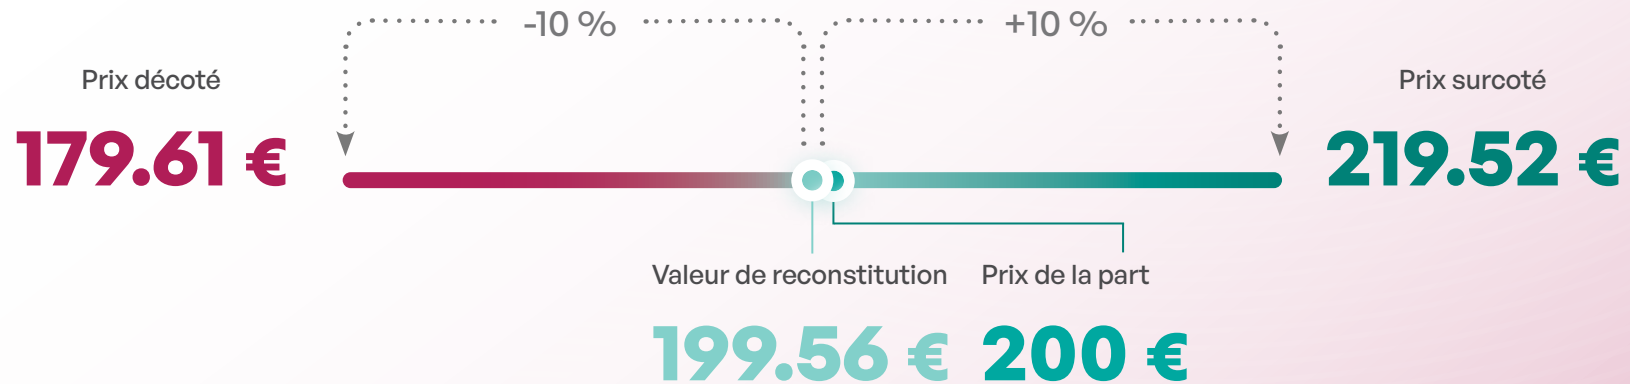 -10 %
+10 %
Prix décoté
Prix surcoté
179.61 €
219.52 €
Valeur de reconstitution
Prix de la part
199.56 €
200 €